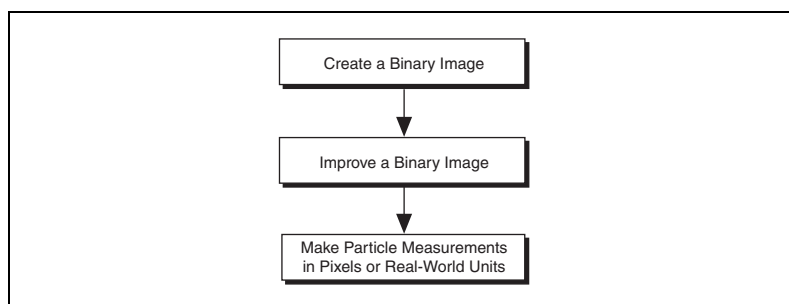 Create a Binary Image
Improve a Binary Image
Make Particle Measurements
in Pixels or Real-World Units